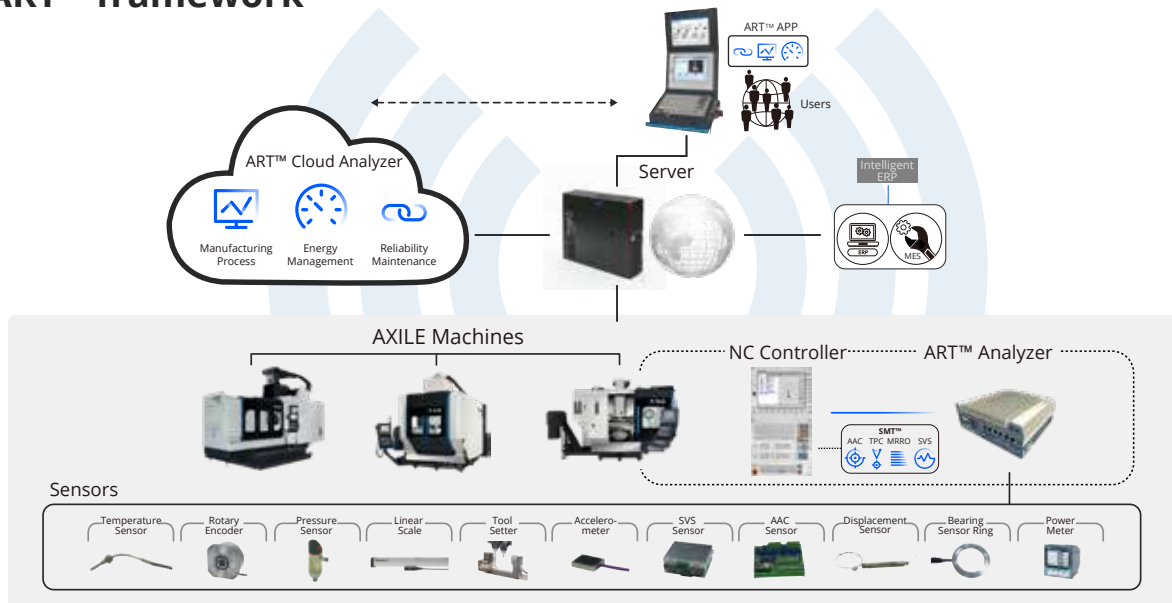 ART™ framework
ART™ APP
Users
ART™ Cloud Analyzer
Manufacturing
Process
Energy
Management
Reliability
Maintenance
Server
Intelligent
ERP
ERP
MES
AXILE Machines
NC Controller
ART™ Analyzer
SMT™
AAC TPC MRRO SVS
Sensors
Temperature
Sensor
Rotary
Encoder
Pressure
Sensor
Linear
Scale
Tool
Setter
Accelero-
meter
SVS
Sensor
AAC
Sensor
Displacement
Sensor
Bearing
Sensor Ring
Power
Meter